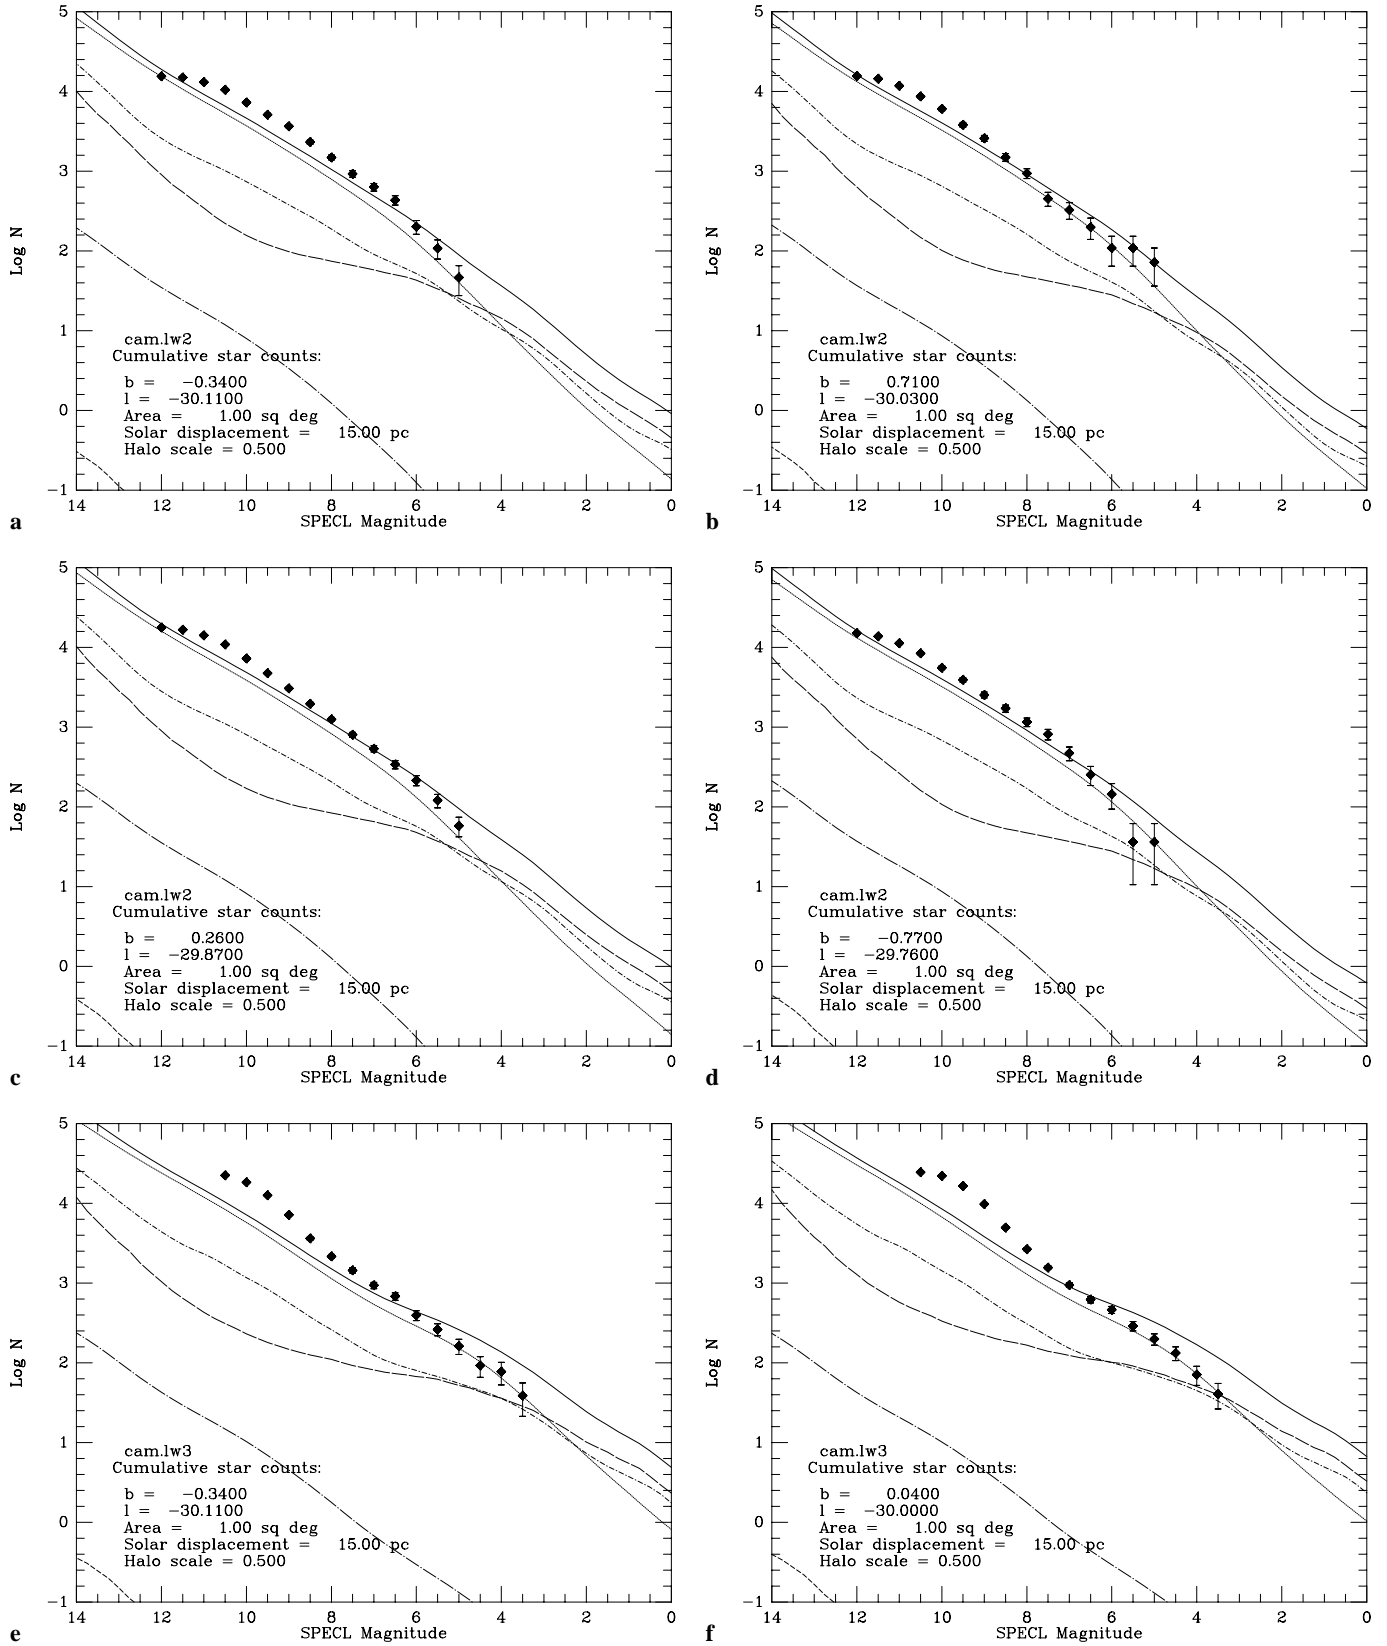 5
4
3
2
1
0
−1
Log N
cam.lw2
Cumulative star counts:
b = −0.3400
l = −30.1100
Area = 1.00 sq deg
Solar displacement = 15.00 pc
Halo scale = 0.500
14 12 10 8 6 4 2 0
SPECL Magnitude
a
5
4
3
2
1
0
−1
Log N
cam.lw2
Cumulative star counts:
b = 0.7100
l = −30.0300
Area = 1.00 sq deg
Solar displacement = 15.00 pc
Halo scale = 0.500
14 12 10 8 6 4 2 0
SPECL Magnitude
b
5
4
3
2
1
0
−1
Log N
cam.lw2
Cumulative star counts:
b = 0.2600
l = −29.8700
Area = 1.00 sq deg
Solar displacement = 15.00 pc
Halo scale = 0.500
14 12 10 8 6 4 2 0
SPECL Magnitude
c
5
4
3
2
1
0
−1
Log N
cam.lw2
Cumulative star counts:
b = −0.7700
l = −29.7600
Area = 1.00 sq deg
Solar displacement = 15.00 pc
Halo scale = 0.500
14 12 10 8 6 4 2 0
SPECL Magnitude
d
5
4
3
2
1
0
−1
Log N
cam.lw3
Cumulative star counts:
b = −0.3400
l = −30.1100
Area = 1.00 sq deg
Solar displacement = 15.00 pc
Halo scale = 0.500
14 12 10 8 6 4 2 0
SPECL Magnitude
e
5
4
3
2
1
0
−1
Log N
cam.lw3
Cumulative star counts:
b = 0.0400
l = −30.0000
Area = 1.00 sq deg
Solar displacement = 15.00 pc
Halo scale = 0.500
14 12 10 8 6 4 2 0
SPECL Magnitude
f